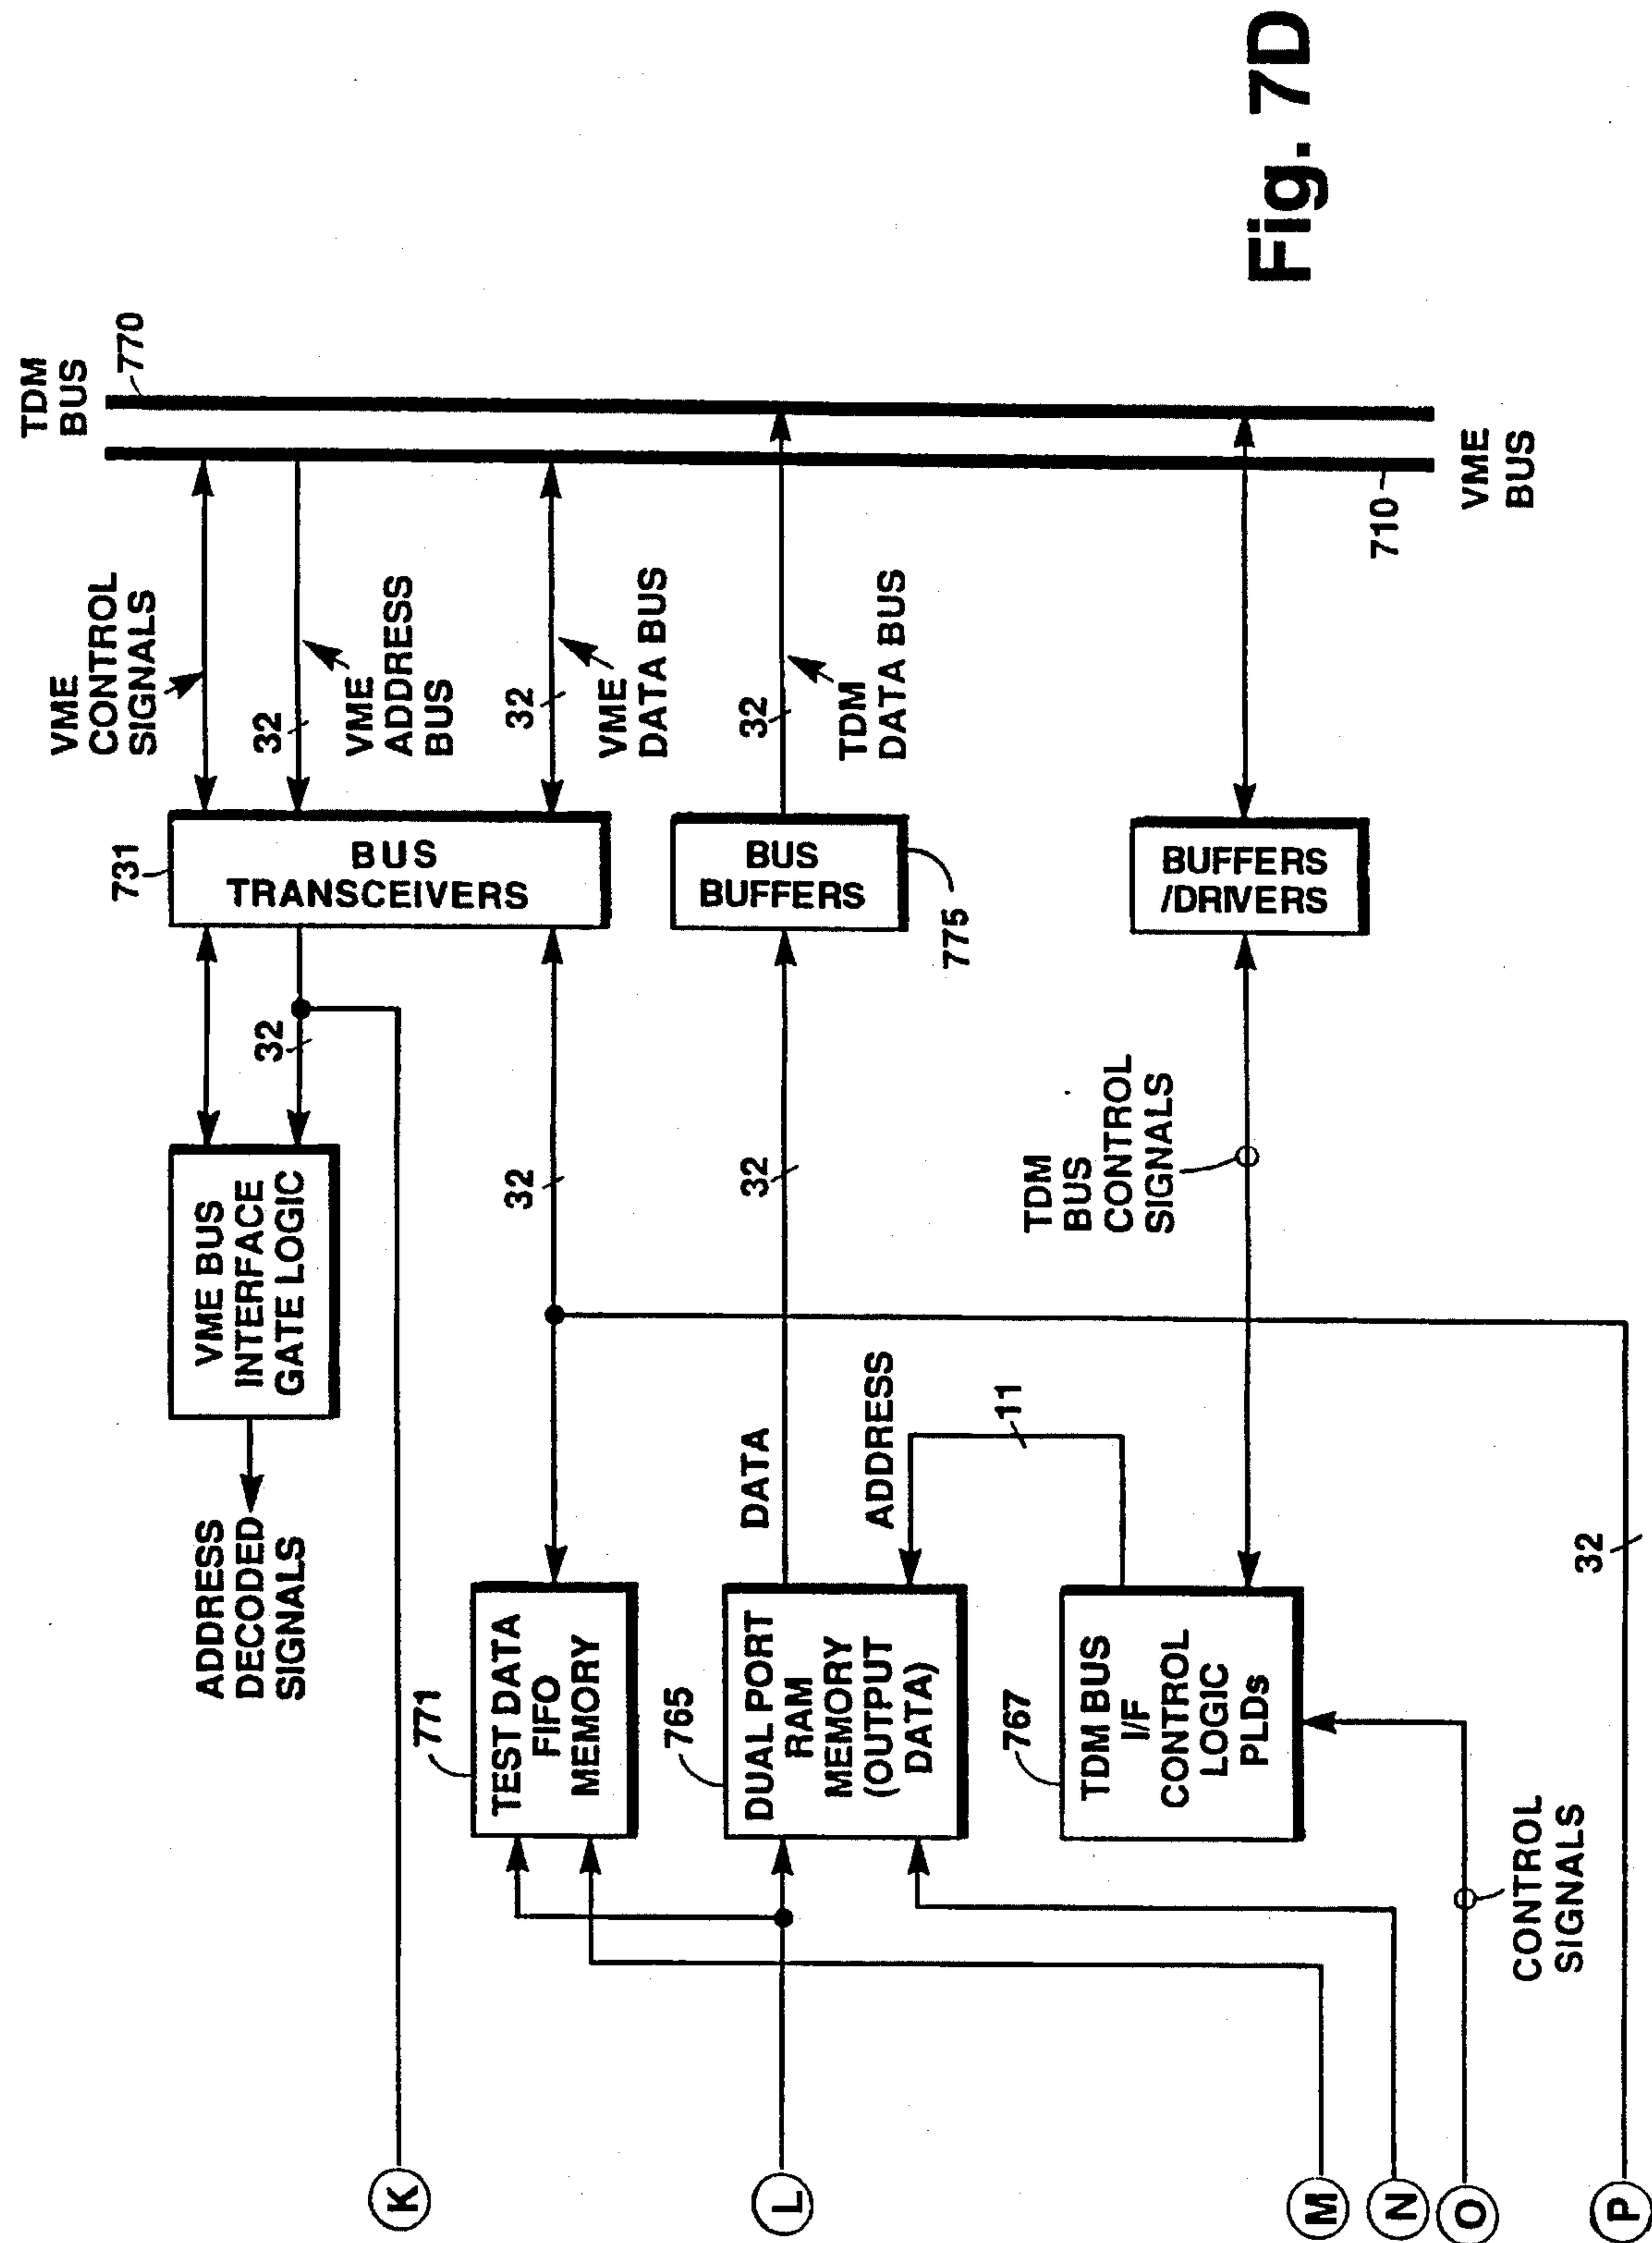 TDM
BUS
770
VME
CONTROL
SIGNALS
32
VME
ADDRESS
BUS
32
VME
DATA BUS
32
TDM
DATA BUS
710
VME
BUS
731
BUS
TRANSCEIVERS
BUS
BUFFERS
775
BUFFERS
/DRIVERS
32
VME BUS
INTERFACE
GATE LOGIC
ADDRESS
DECODED
SIGNALS
32
32
TDM
BUS
CONTROL
SIGNALS
DATA
ADDRESS
11
32
771
TEST DATA
FIFO
MEMORY
765
DUAL PORT
RAM
MEMORY
(OUTPUT
DATA)
767
TDM BUS
I/F
CONTROL
LOGIC
PLDs
CONTROL
SIGNALS
K
L
M
N
O
P
Fig. 7D